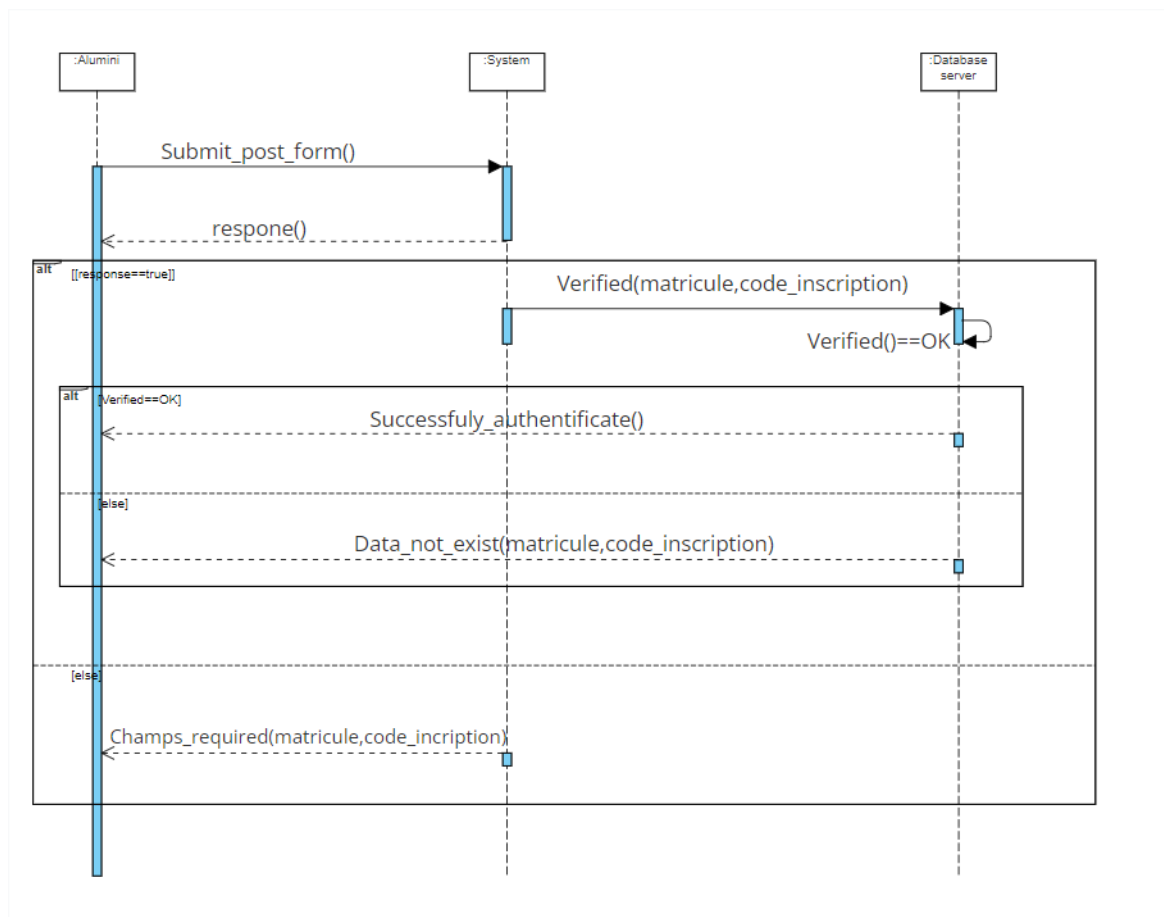 :Alumini
:System
:Database
server
Submit_post_form()
respone()
alt
[[response==true]]
Verified(matricule,code_inscription)
Verified()==OK
alt
[Verified==OK]
Successfuly_authentificate()
[else]
Data_not_exist(matricule,code_inscription)
[else]
Champs_required(matricule,code_incription)